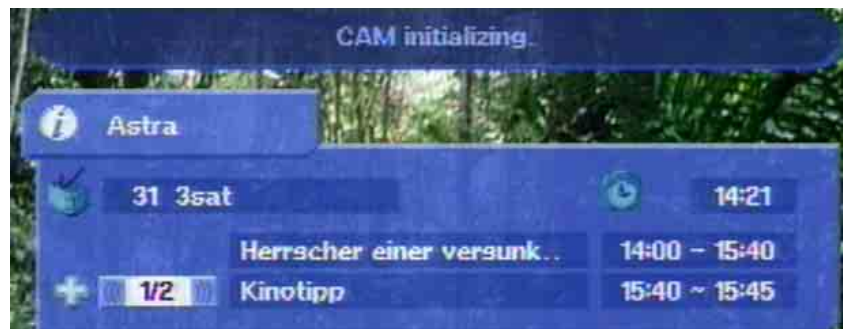 CAM initializing.
Astra
31 3sat 14:21
Herrscher einer versunk.. 14:00 ~ 15:40
1/2 Kinotipp 15:40 ~ 15:45